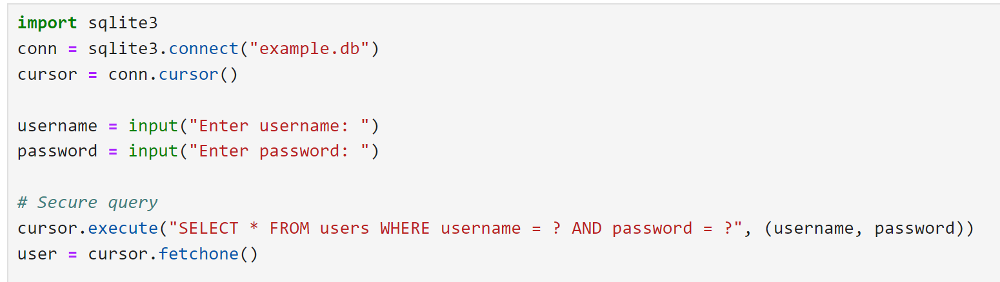 import sqlite3
conn = sqlite3.connect("example.db")
cursor = conn.cursor()
username = input("Enter username: ")
password = input("Enter password: ")
# Secure query
cursor.execute("SELECT * FROM users WHERE username = ? AND password = ?", (username, password))
user = cursor.fetchone()